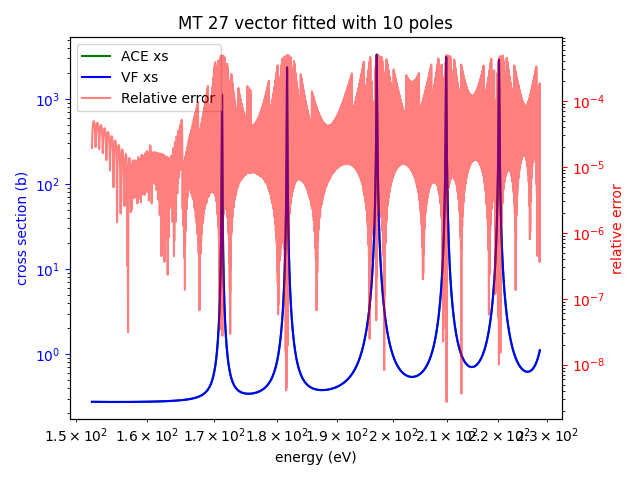 MT 27 vector fitted with 10 poles
ACE xs
VF xs
Relative error
cross section (b)
10³
10²
10¹
10⁰
relative error
10⁻⁴
10⁻⁵
10⁻⁶
10⁻⁷
10⁻⁸
1.5 × 10² 1.6 × 10² 1.7 × 10² 1.8 × 10² 1.9 × 10² 2 × 10² 2.1 × 10² 2.2 × 10² 2.3 × 10²
energy (eV)